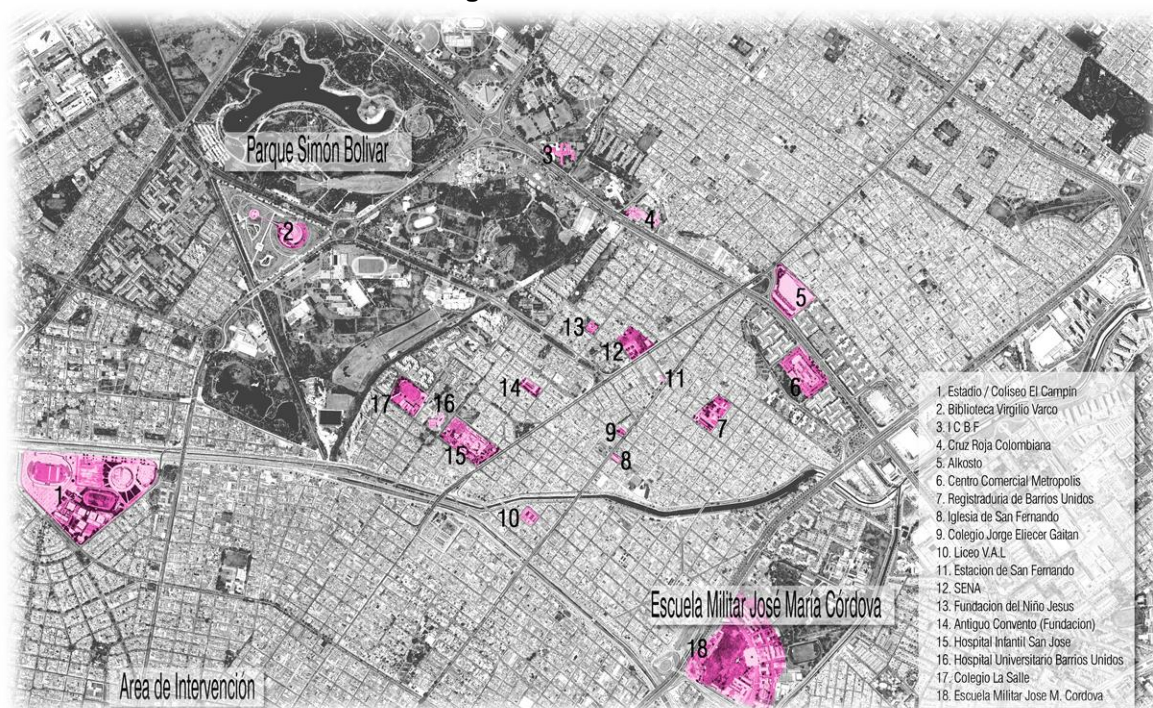 Parque Simón Bolivar
3
4
2
5
13
12
11
6
14
17
16
7
9
15
8
1
10
Escuela Militar José María Córdova
18
Area de Intervención
1. Estadio / Coliseo El Campin
2. Biblioteca Virgilio Varco
3. I C B F
4. Cruz Roja Colombiana
5. Alkosto
6. Centro Comercial Metropolis
7. Registraduria de Barrios Unidos
8. Iglesia de San Fernando
9. Colegio Jorge Eliecer Gaitan
10. Liceo V.A.L
11. Estacion de San Fernando
12. SENA
13. Fundacion del Niño Jesus
14. Antiguo Convento (Fundacion)
15. Hospital Infantil San Jose
16. Hospital Universitario Barrios Unidos
17. Colegio La Salle
18. Escuela Militar Jose M. Cordova